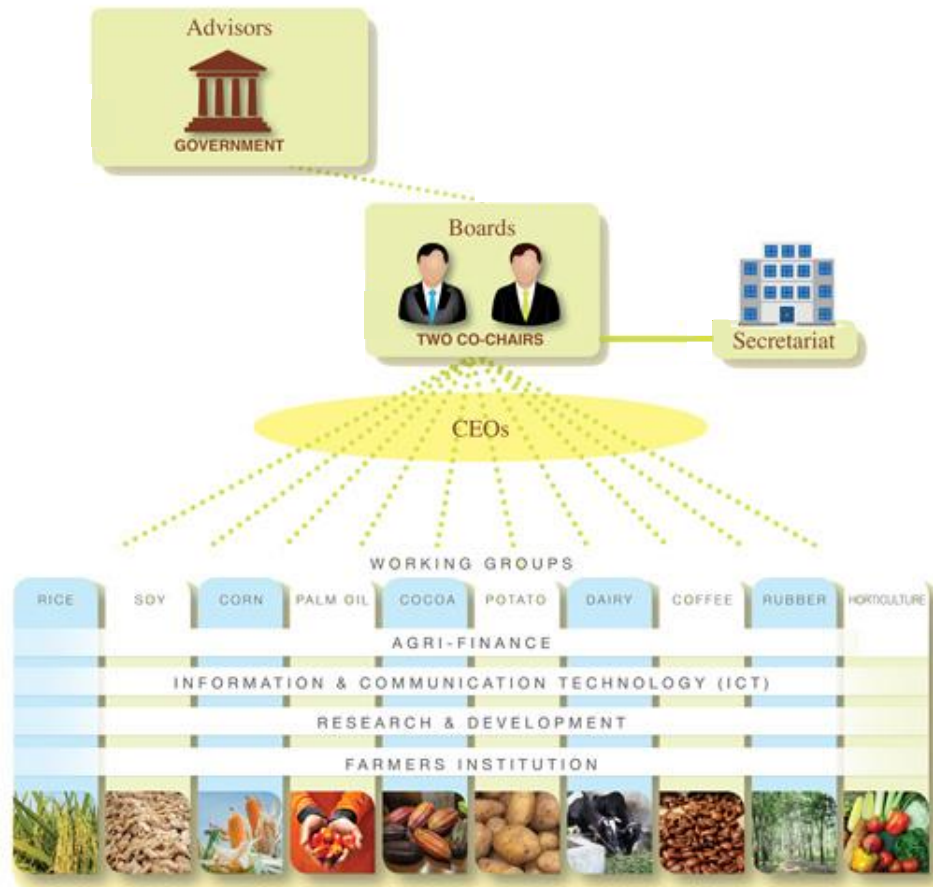 Advisors
GOVERNMENT
Boards
TWO CO-CHAIRS
Secretariat
CEOs
WORKING GROUPS
RICE SOY CORN PALM OIL COCOA POTATO DAIRY COFFEE RUBBER HORTICULTURE
AGRI-FINANCE
INFORMATION & COMMUNICATION TECHNOLOGY (ICT)
RESEARCH & DEVELOPMENT
FARMERS INSTITUTION